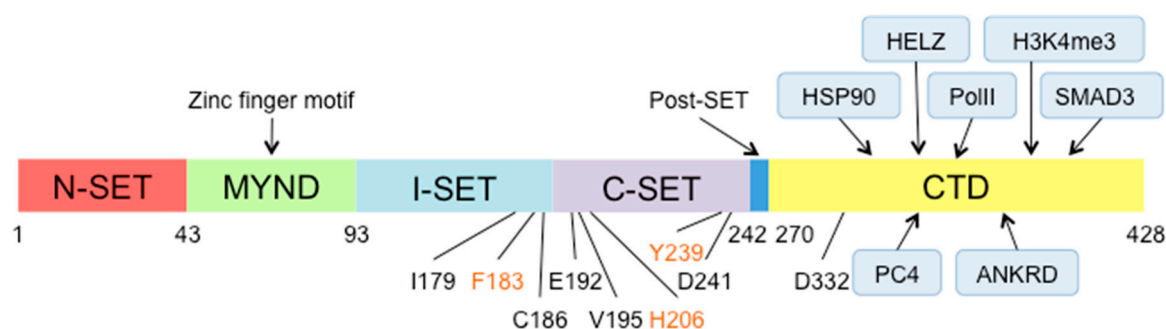 HELZ
H3K4me3
Zinc finger motif
Post-SET
HSP90
PolII
SMAD3
N-SET
MYND
I-SET
C-SET
CTD
1
43
93
242
270
428
Y239
I179
F183
E192
D241
D332
PC4
ANKRD
C186
V195
H206